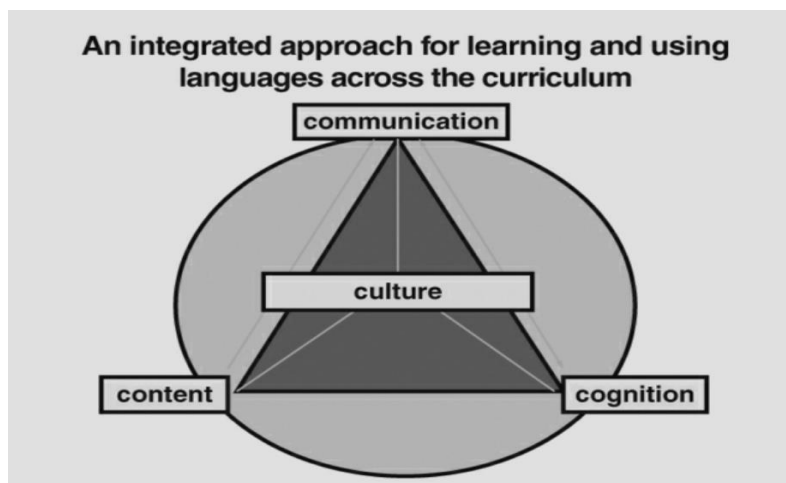 An integrated approach for learning and using
languages across the curriculum
communication
culture
content
cognition